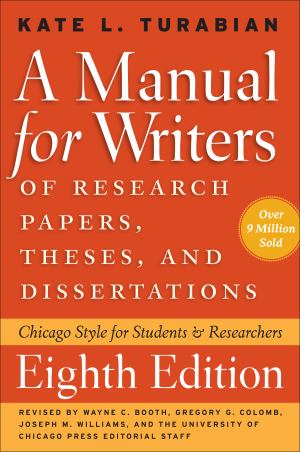 KATE L. TURABIAN
A Manual
for Writers
OF RESEARCH
PAPERS,
THESES, AND
DISSERTATIONS
Over
9 Million
Sold
Chicago Style for Students & Researchers
Eighth Edition
REVISED BY WAYNE C. BOOTH, GREGORY G. COLOMB,
JOSEPH M. WILLIAMS, AND THE UNIVERSITY OF
CHICAGO PRESS EDITORIAL STAFF